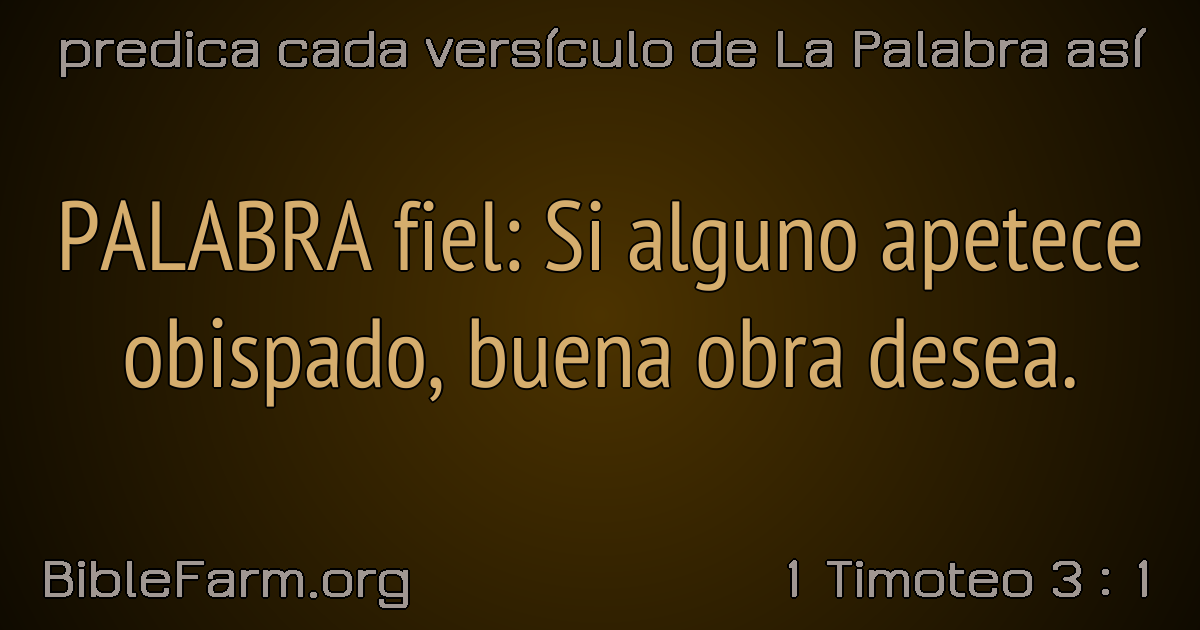 predica cada versículo de La Palabra así
PALABRA fiel: Si alguno apetece
obispado, buena obra desea.
BibleFarm.org
1 Timoteo 3 : 1